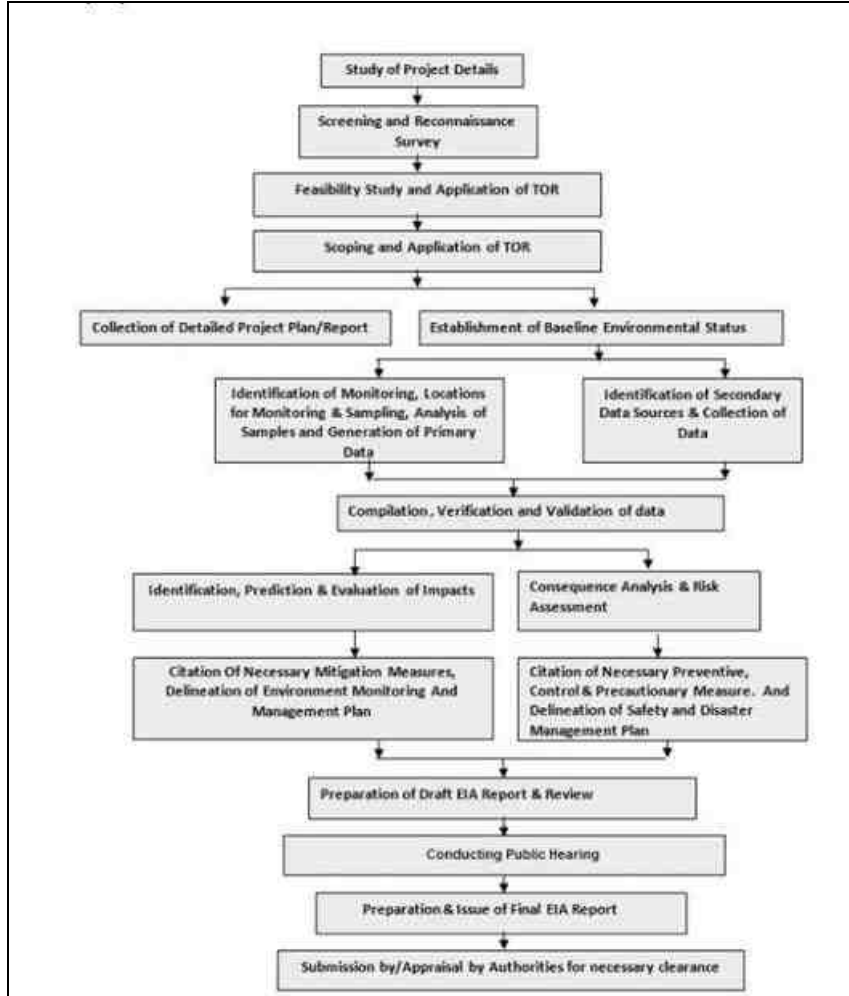 Study of Project Details
Screening and Reconnaissance
Survey
Feasibility Study and Application of TOR
Scoping and Application of TOR
Collection of Detailed Project Plan/Report
Establishment of Baseline Environmental Status
Identification of Monitoring, Locations
for Monitoring & Sampling, Analysis of
Samples and Generation of Primary
Data
Identification of Secondary
Data Sources & Collection of
Data
Compilation, Verification and Validation of data
Identification, Prediction & Evaluation of Impacts
Consequence Analysis & Risk
Assessment
Citation Of Necessary Mitigation Measures,
Delineation of Environment Monitoring And
Management Plan
Citation of Necessary Preventive,
Control & Precautionary Measure. And
Delineation of Safety and Disaster
Management Plan
Preparation of Draft EIA Report & Review
Conducting Public Hearing
Preparation & Issue of Final EIA Report
Submission by/Appraisal by Authorities for necessary clearance